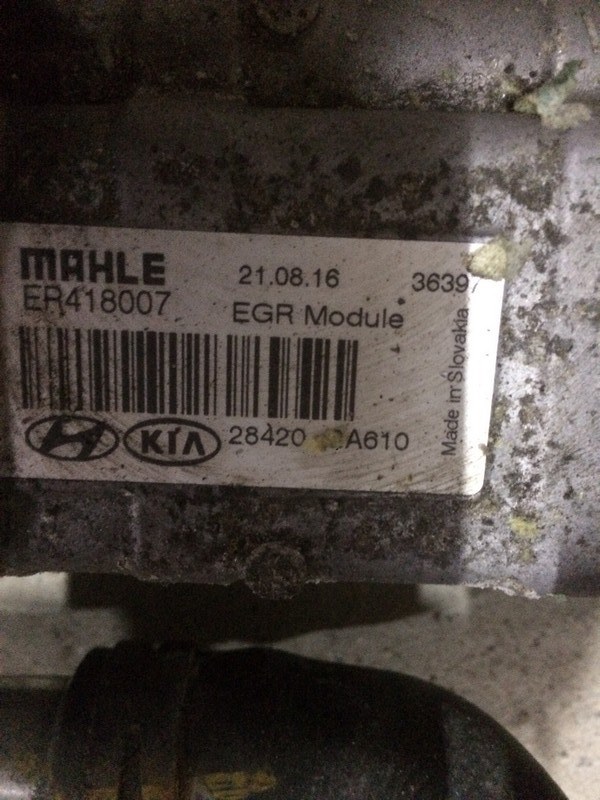 MAHLE
21.08.16
3639
ER418007
EGR Module
Made in Slovakia
KIA
28420 A610